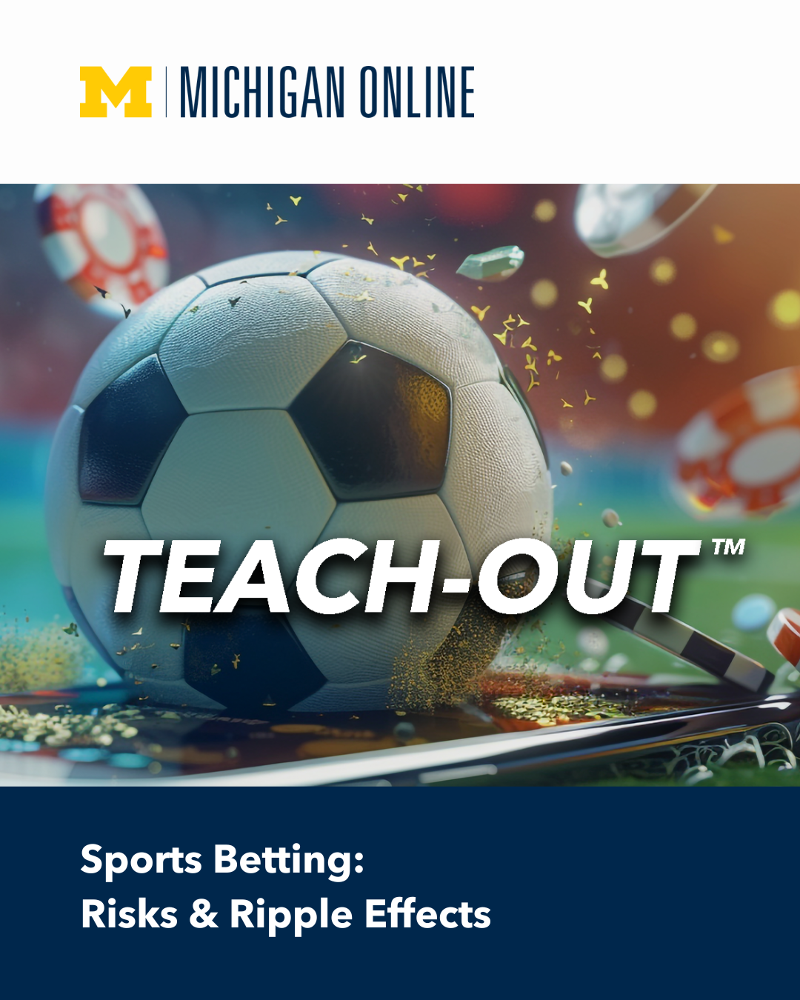 M MICHIGAN ONLINE
TEACH-OUT™
Sports Betting:
Risks & Ripple Effects